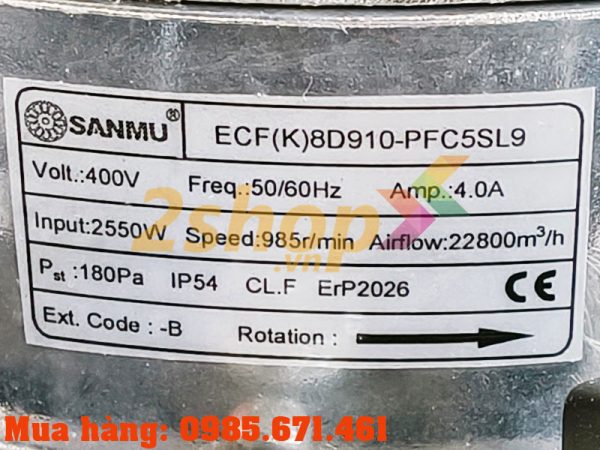 SANMU® ECF(K)8D910-PFC5SL9
Volt.:400V Freq.:50/60Hz Amp.:4.0A
Input:2550W Speed:985r/min Airflow:22800m³/h
Pst :180Pa IP54 CL.F ErP2026 CE
Ext. Code : -B Rotation :
2shop
.vn
Mua hàng: 0985.671.461